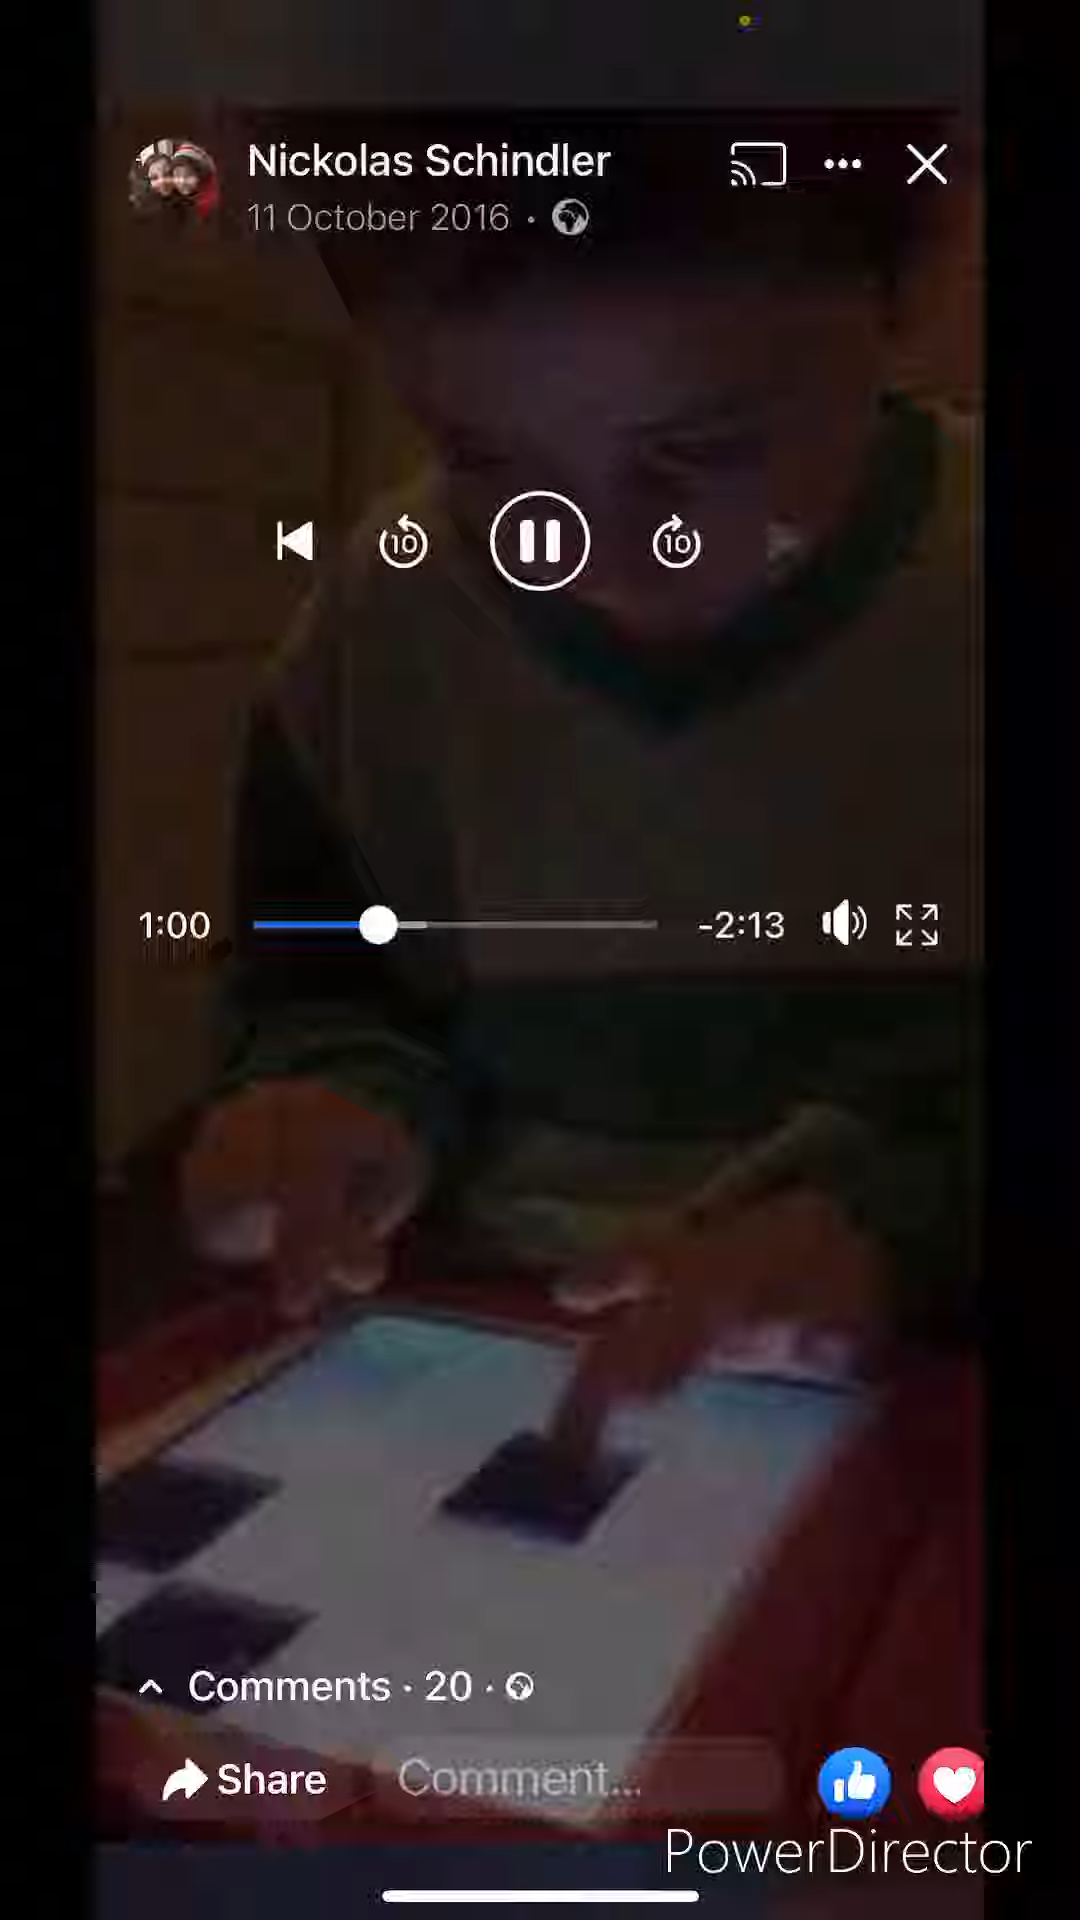 Nickolas Schindler
11 October 2016 ·
10
10
1:00
-2:13
Comments · 20 ·
Share
Comment...
PowerDirector